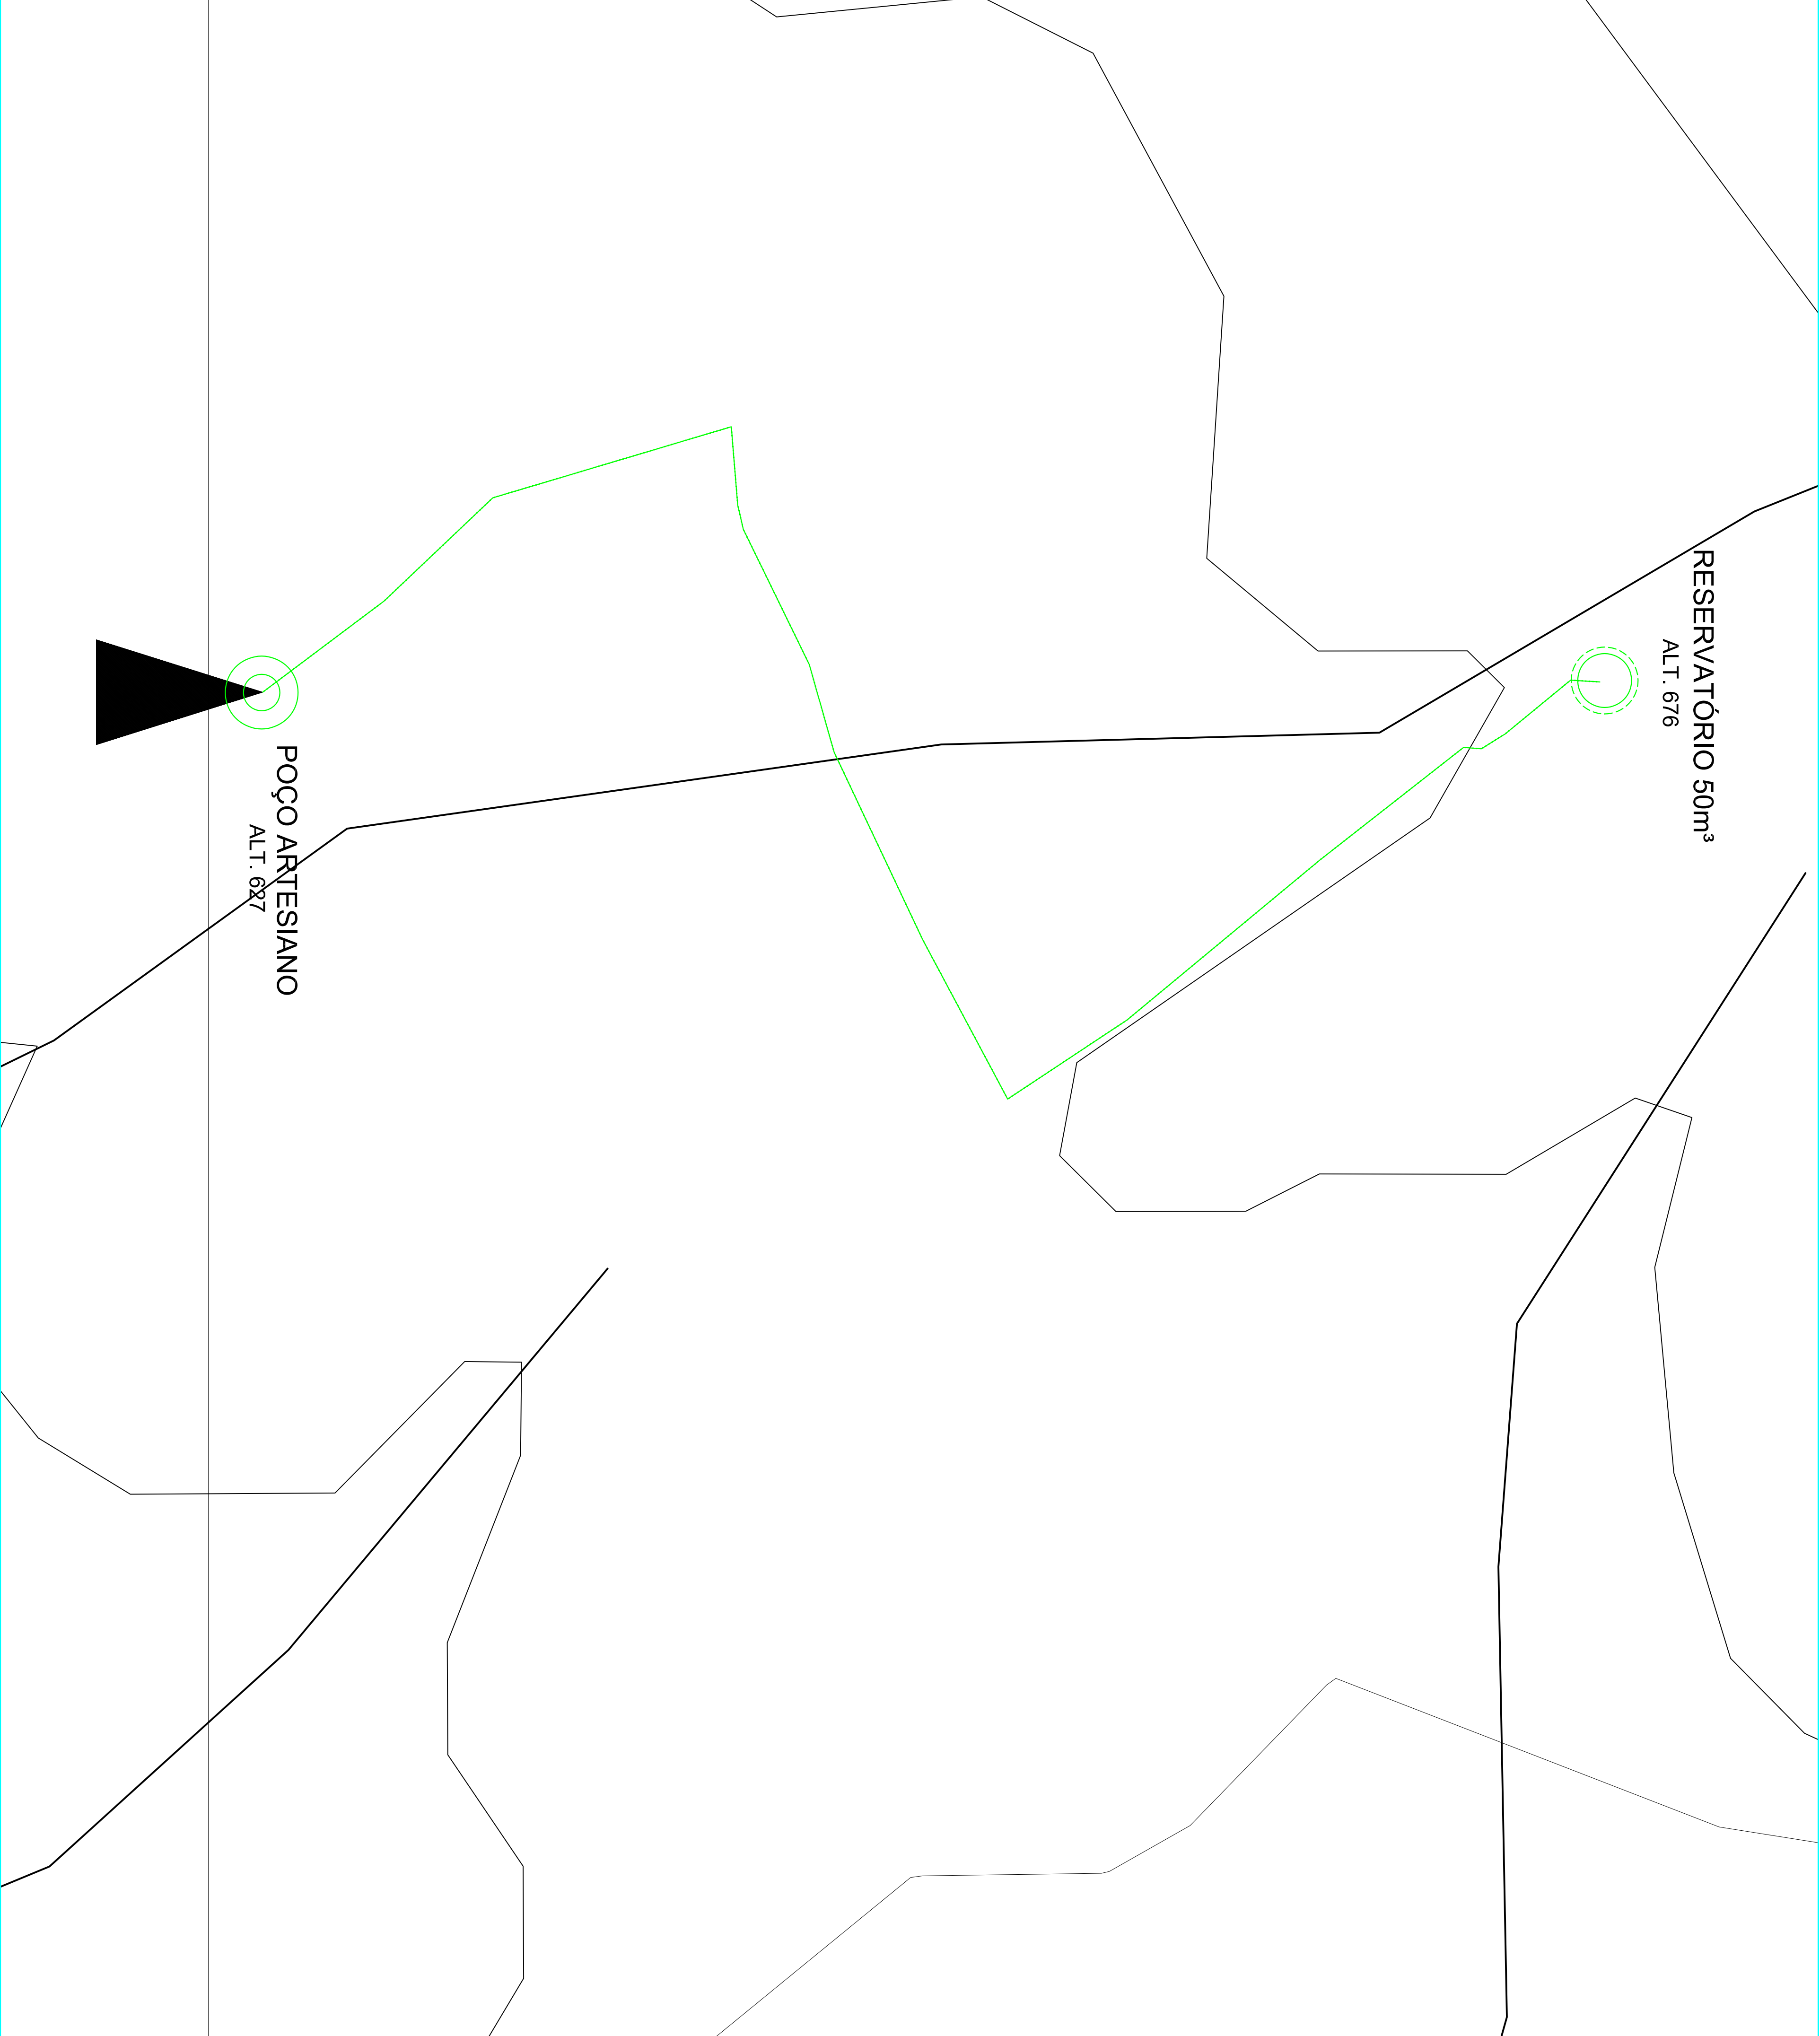 RESERVATÓRIO 50m³
ALT. 676
POÇO ARTESIANO
ALT. 627